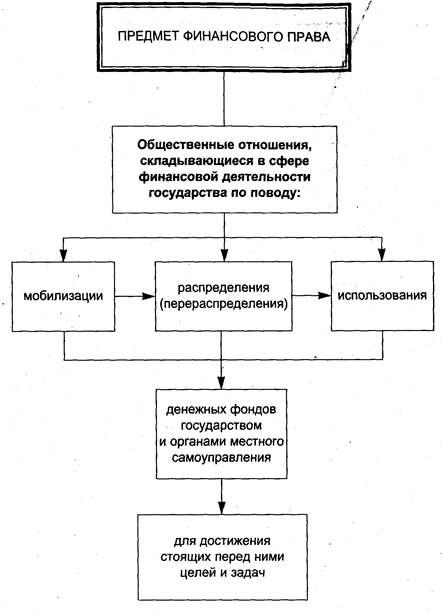 ПРЕДМЕТ ФИНАНСОВОГО ПРАВА
Общественные отношения,
складывающиеся в сфере
финансовой деятельности
государства по поводу:
мобилизации
распределения
(перераспределения)
использования
денежных фондов
государством
и органами местного
самоуправления
для достижения
стоящих перед ними
целей и задач